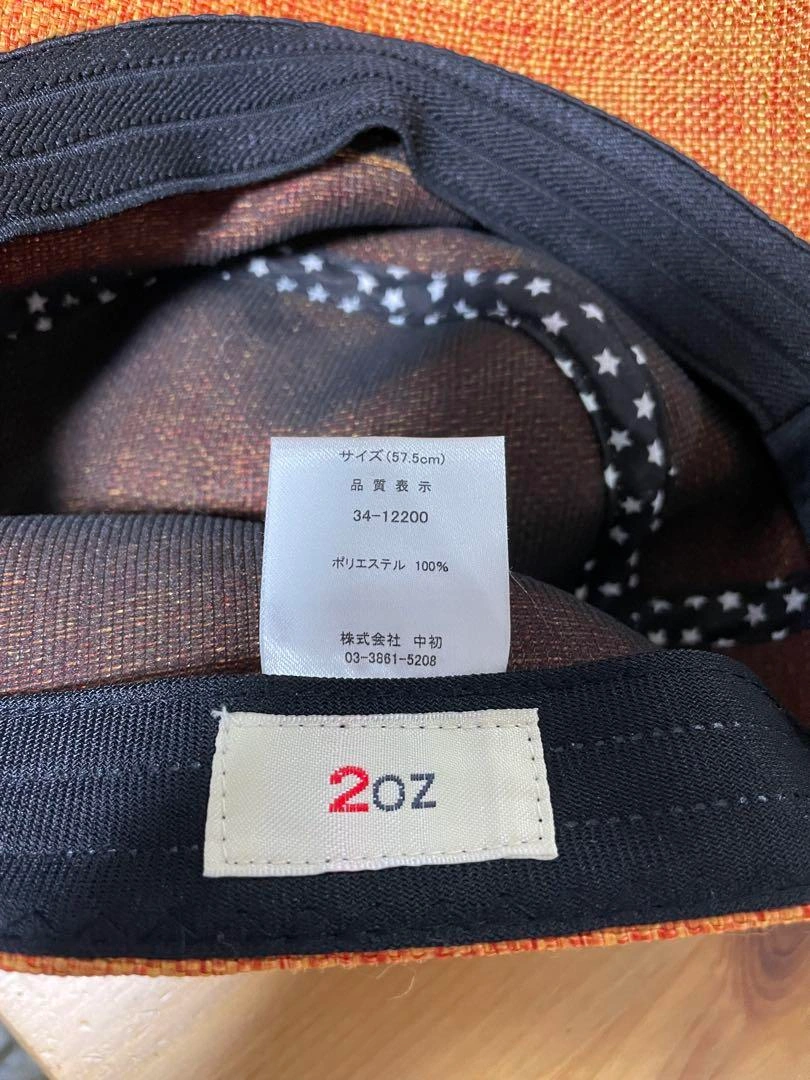 サイズ(57.5cm)
品質表示
34-12200
ポリエステル 100%
株式会社 中初
03-3861-5208
2OZ